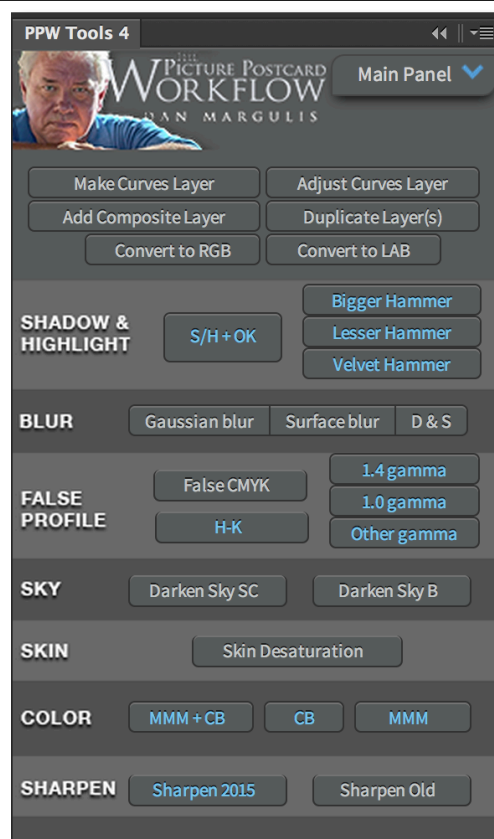 PPW Tools 4
PICTURE POSTCARD
WORKFLOW
DAN MARGULIS
Main Panel
Make Curves Layer Adjust Curves Layer
Add Composite Layer Duplicate Layer(s)
Convert to RGB Convert to LAB
SHADOW &
HIGHLIGHT
S/H + OK
Bigger Hammer
Lesser Hammer
Velvet Hammer
BLUR Gaussian blur Surface blur D & S
FALSE
PROFILE
False CMYK
H-K
1.4 gamma
1.0 gamma
Other gamma
SKY Darken Sky SC Darken Sky B
SKIN Skin Desaturation
COLOR MMM + CB CB MMM
SHARPEN Sharpen 2015 Sharpen Old